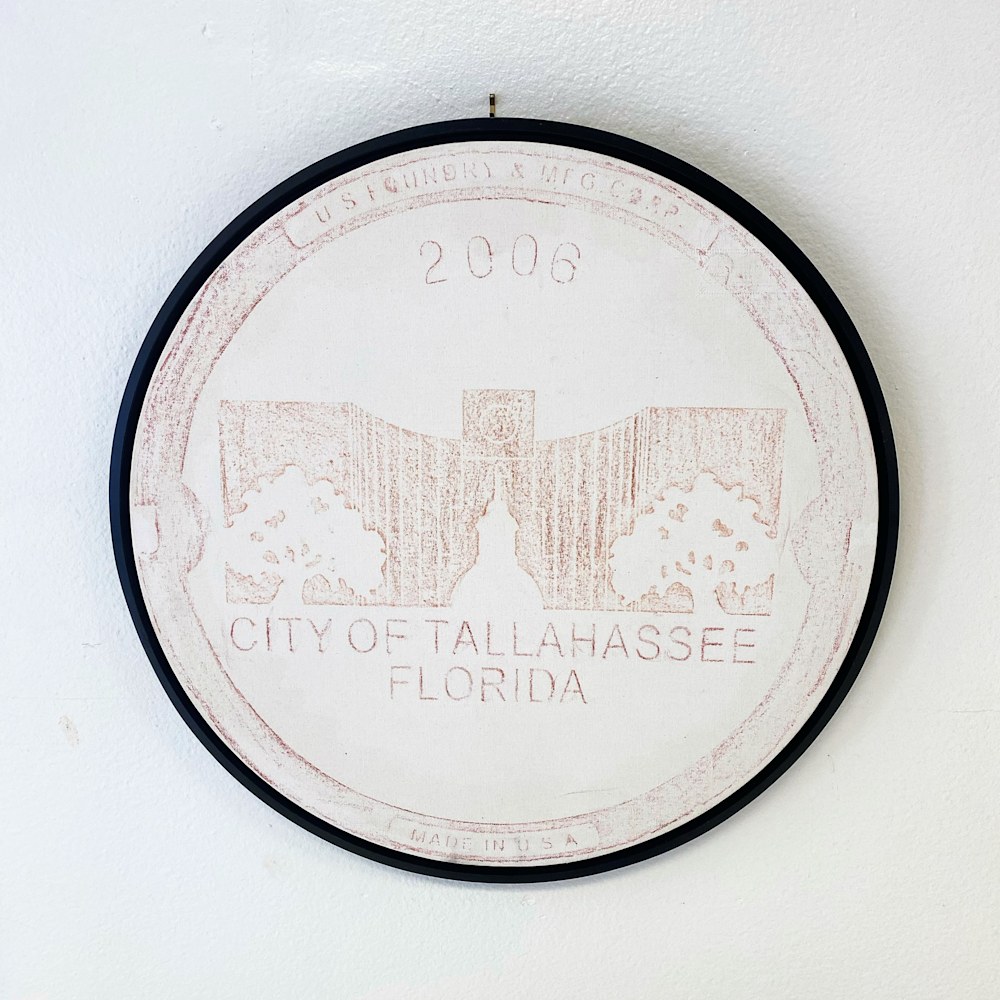 U S FOUNDRY & MFG CORP
2006
CITY OF TALLAHASSEE
FLORIDA
MADE IN U S A